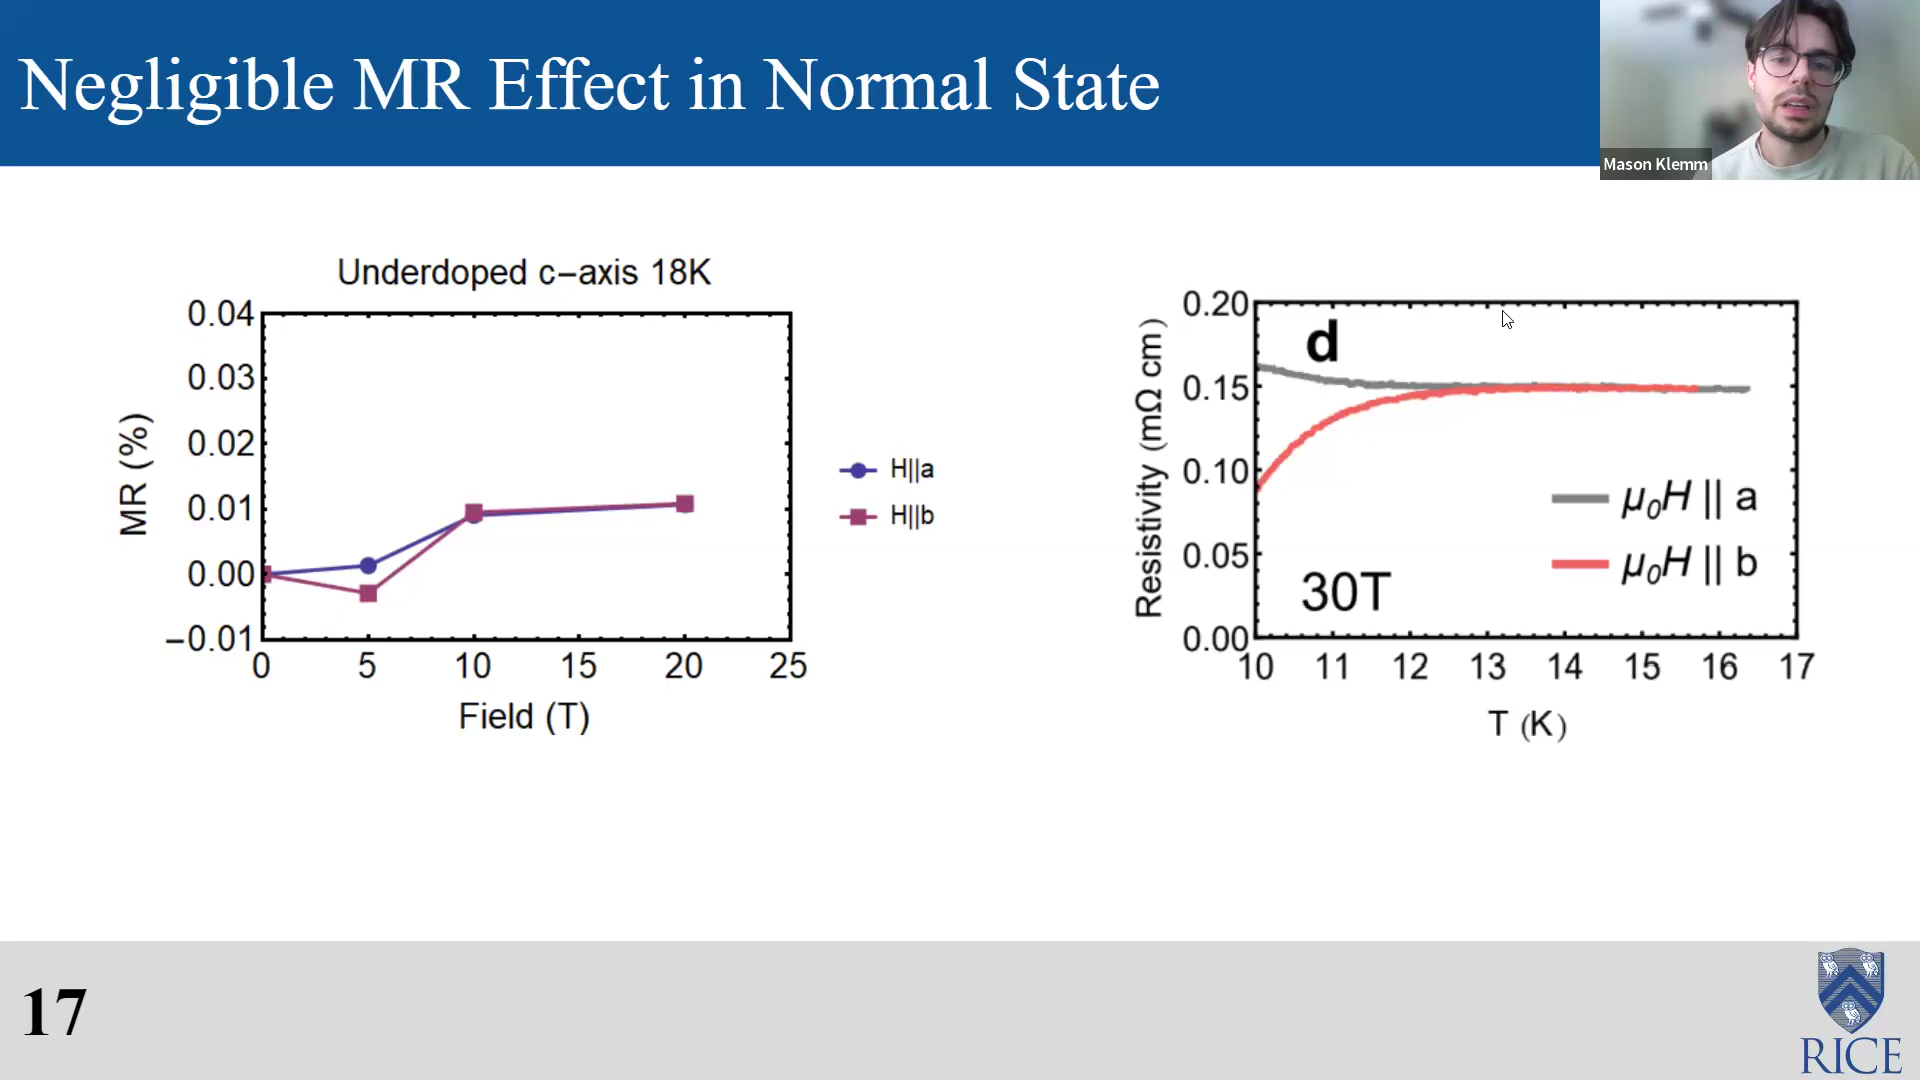 Negligible MR Effect in Normal State
Mason Klemm
Underdoped c−axis 18K
0.04
0.03
0.02
0.01
0.00
−0.01
MR (%)
0 5 10 15 20 25
Field (T)
H||a
H||b
0.20
0.15
0.10
0.05
0.00
Resistivity (mΩ cm)
d
μ₀H || a
μ₀H || b
30T
10 11 12 13 14 15 16 17
T (K)
17
RICE